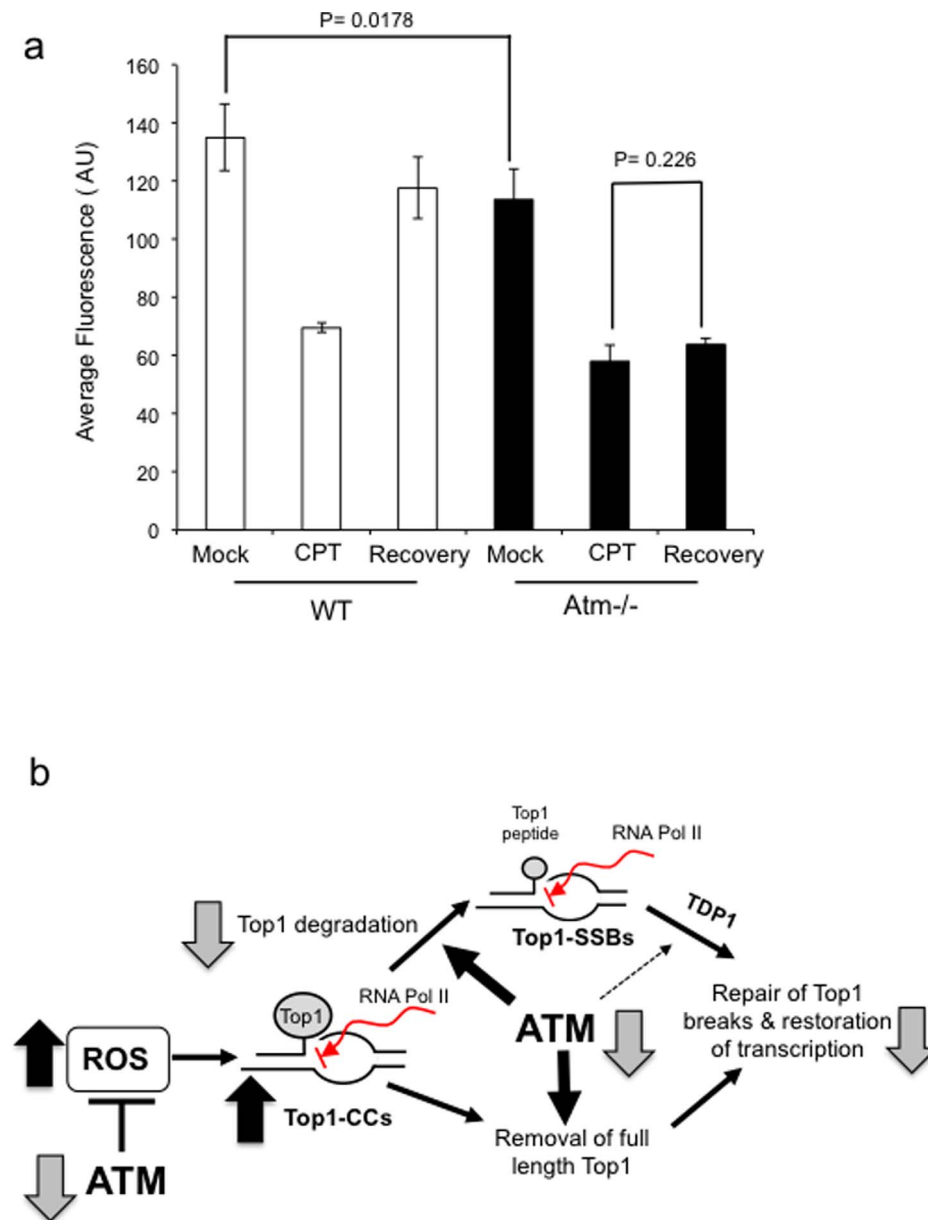 a
P= 0.0178
160
140
120
100
80
60
40
20
0
Average Fluorescence ( AU)
P= 0.226
Mock
CPT
Recovery
Mock
CPT
Recovery
WT
Atm-/-
b
Top1
peptide
RNA Pol II
Top1 degradation
Top1-SSBs
TDP1
Top1
RNA Pol II
ATM
Repair of Top1
breaks & restoration
of transcription
ROS
Top1-CCs
Removal of full
length Top1
ATM